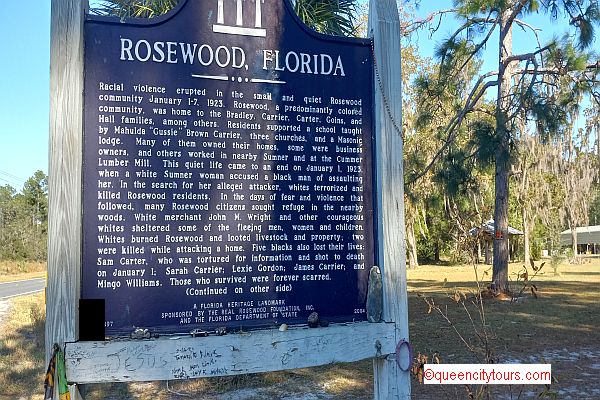 ROSEWOOD, FLORIDA
Racial violence erupted in the small and quiet Rosewood
community January 1-7, 1923. Rosewood, a predominantly colored
community, was home to the Bradley, Carrier, Carter, Goins, and
Hall families, among others. Residents supported a school taught
by Mahulda "Gussie" Brown Carrier, three churches, and a Masonic
lodge. Many of them owned their homes, some were business
owners, and others worked in nearby Sumner and at the Cummer
Lumber Mill. This quiet life came to an end on January 1, 1923,
when a white Sumner woman accused a black man of assaulting
her. In the search for her alleged attacker, whites terrorized and
killed Rosewood residents. In the days of fear and violence that
followed, many Rosewood citizens sought refuge in the nearby
woods. White merchant John M. Wright and other courageous
whites sheltered some of the fleeing men, women and children.
Whites burned Rosewood and looted livestock and property; two
were killed while attacking a home. Five blacks also lost their lives:
Sam Carter, who was tortured for information and shot to death
on January 1; Sarah Carrier; Lexie Gordon; James Carrier; and
Mingo Williams. Those who survived were forever scarred.
(Continued on other side)
A FLORIDA HERITAGE LANDMARK
SPONSORED BY THE REAL ROSEWOOD FOUNDATION, INC.
AND THE FLORIDA DEPARTMENT OF STATE
2004
JESUS
©queencitytours.com